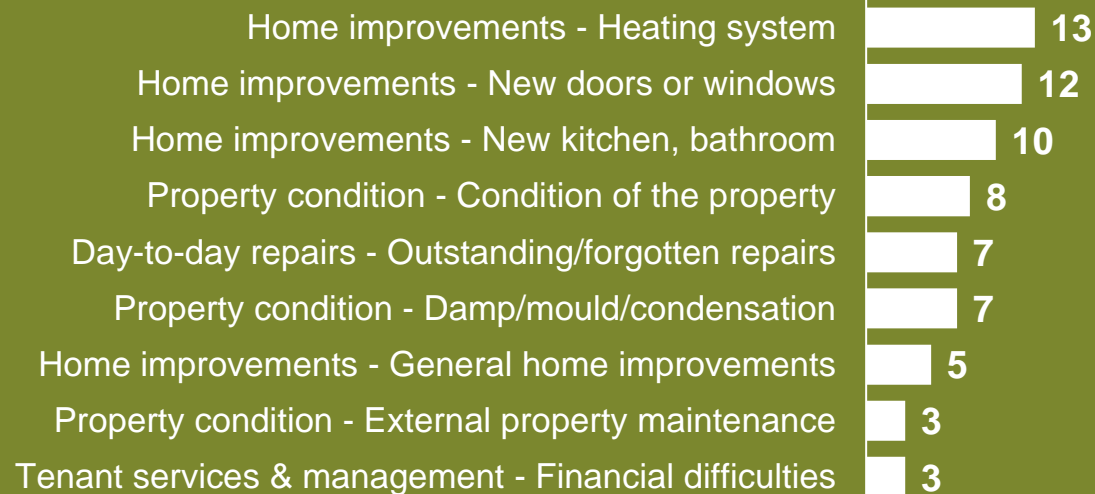 Home improvements - Heating system 13
Home improvements - New doors or windows 12
Home improvements - New kitchen, bathroom 10
Property condition - Condition of the property 8
Day-to-day repairs - Outstanding/forgotten repairs 7
Property condition - Damp/mould/condensation 7
Home improvements - General home improvements 5
Property condition - External property maintenance 3
Tenant services & management - Financial difficulties 3